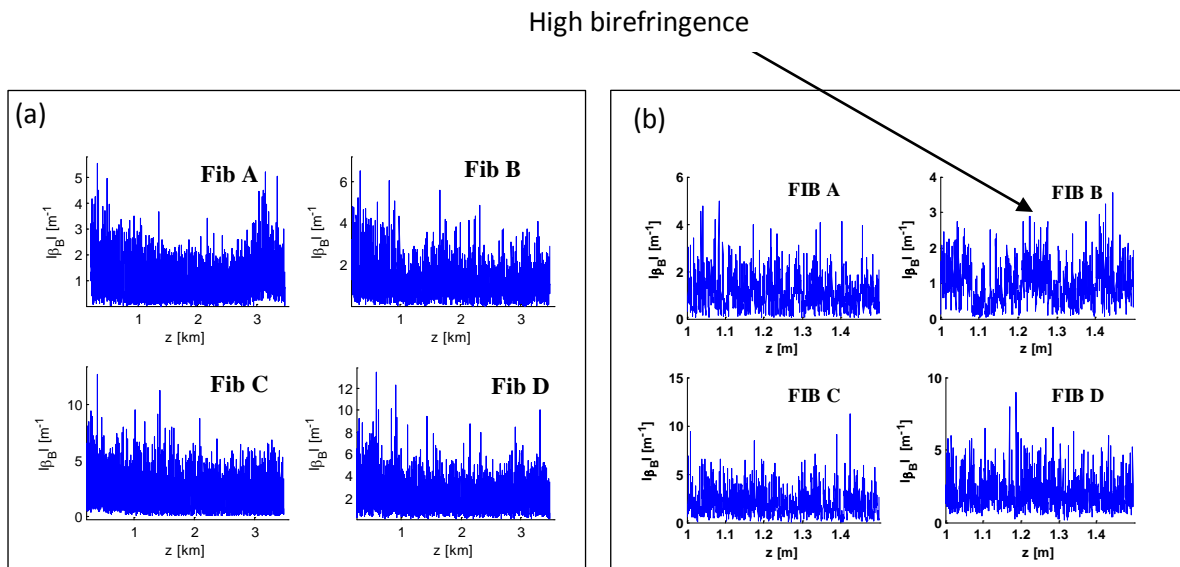 High birefringence
(a)
Fib A
5
4
3
2
1
|β_B| [m⁻¹]
1
2
3
z [km]
Fib B
6
4
2
|β_B| [m⁻¹]
1
2
3
z [km]
Fib C
10
5
0
|β_B| [m⁻¹]
1
2
3
z [km]
Fib D
12
10
8
6
4
2
|β_B| [m⁻¹]
1
2
3
z [km]
(b)
FIB A
6
4
2
0
|β_B| [m⁻¹]
1
1.1
1.2
1.3
1.4
z [m]
FIB B
4
3
2
1
0
|β_B| [m⁻¹]
1
1.1
1.2
1.3
1.4
z [m]
FIB C
15
10
5
0
|β_B| [m⁻¹]
1
1.1
1.2
1.3
1.4
z [m]
FIB D
10
5
0
|β_B| [m⁻¹]
1
1.1
1.2
1.3
1.4
z [m]